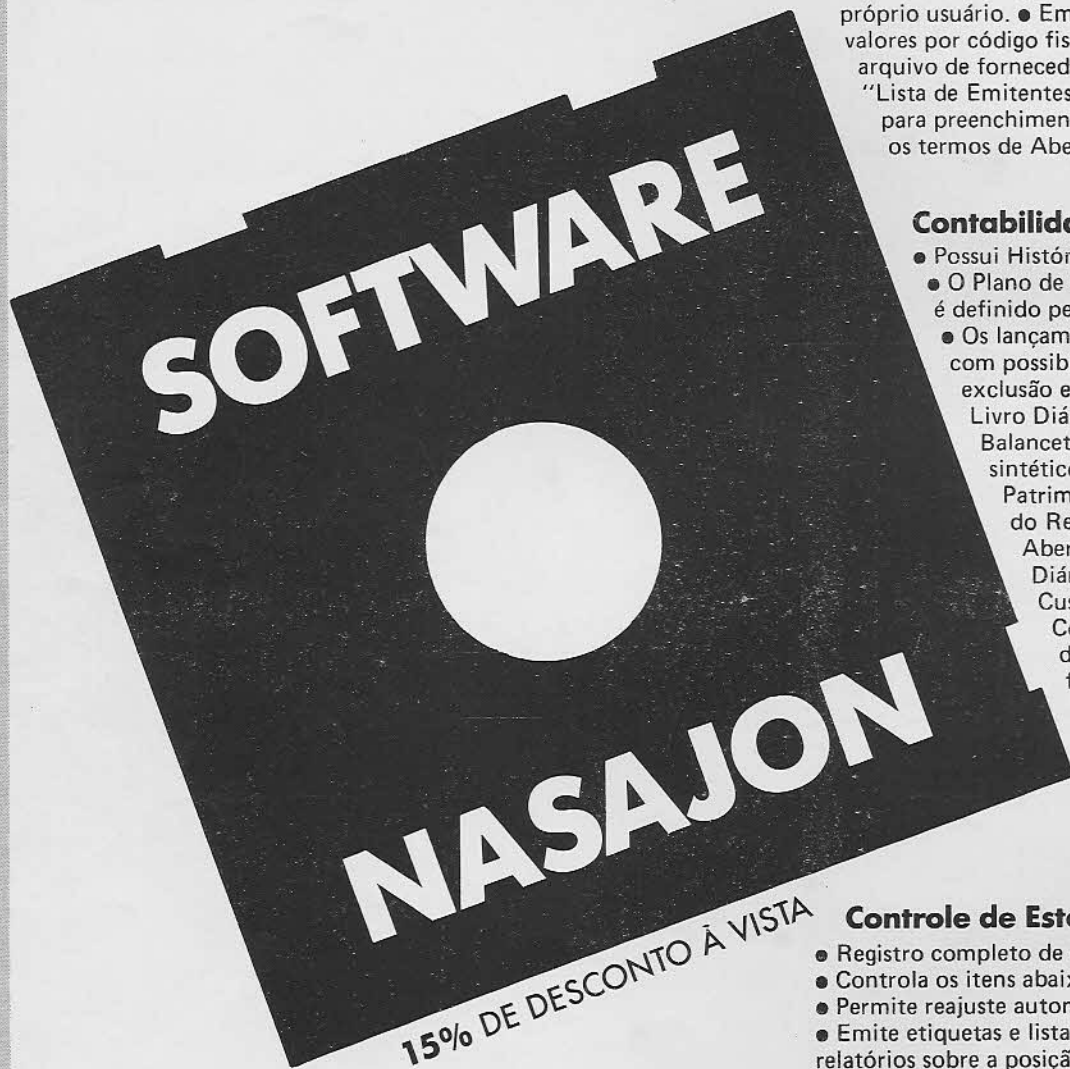 próprio usuário. ● Em
valores por código fis
arquivo de forneced
"Lista de Emitentes
para preenchimen
os termos de Abe
SOFTWARE
NASAJON
15% DE DESCONTO À VISTA
Contabilida
● Possui Histór
● O Plano de
é definido pe
● Os lançam
com possib
exclusão e
Livro Diá
Balancet
sintético
Patrim
do Re
Aber
Diár
Cus
Co
d
t
Controle de Esto
● Registro completo de
● Controla os itens abaix
● Permite reajuste autor
● Emite etiquetas e lista
relatórios sobre a posiçã